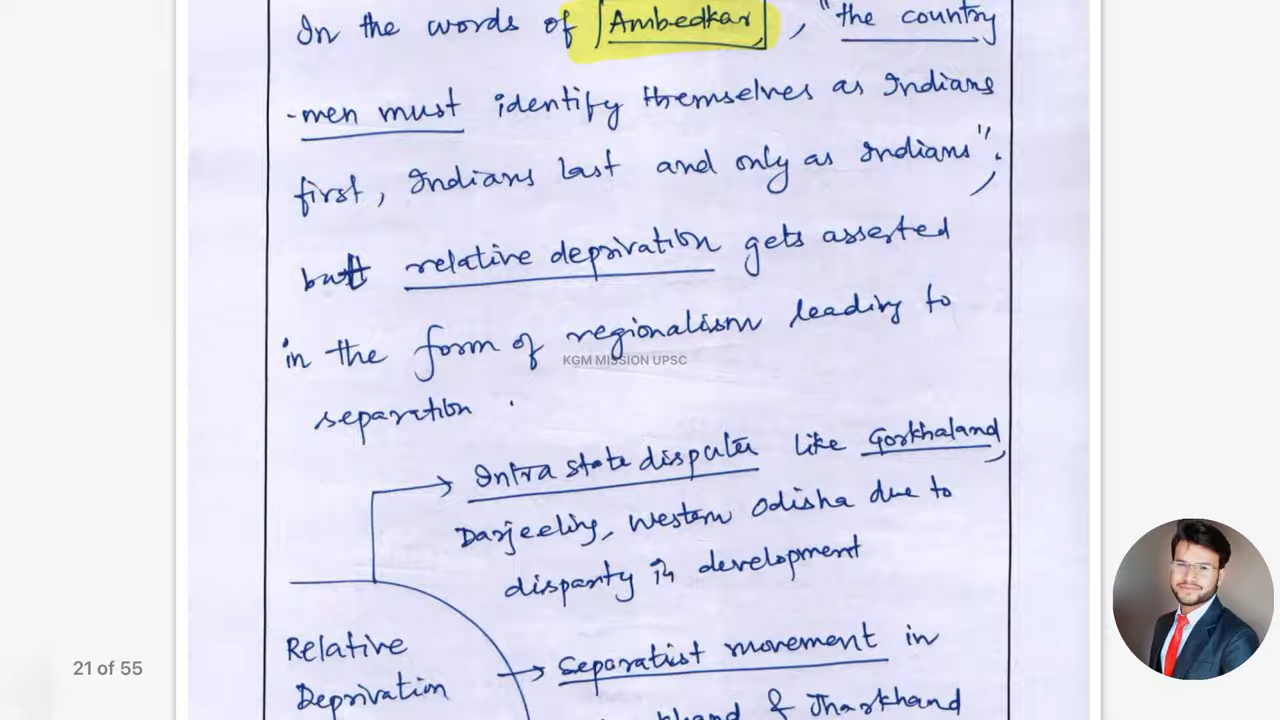 In the words of Ambedkar, "the country
-men must identify themselves as Indians
first, Indians last and only as Indians";
but relative deprivation gets asserted
in the form of regionalism leading to
KGM MISSION UPSC
separation.
Intra state disputes like Gorkhaland,
Darjeeling, Western Odisha due to
disparity in development
Relative
Deprivation
Separatist movement in
& Jharkhand
21 of 55